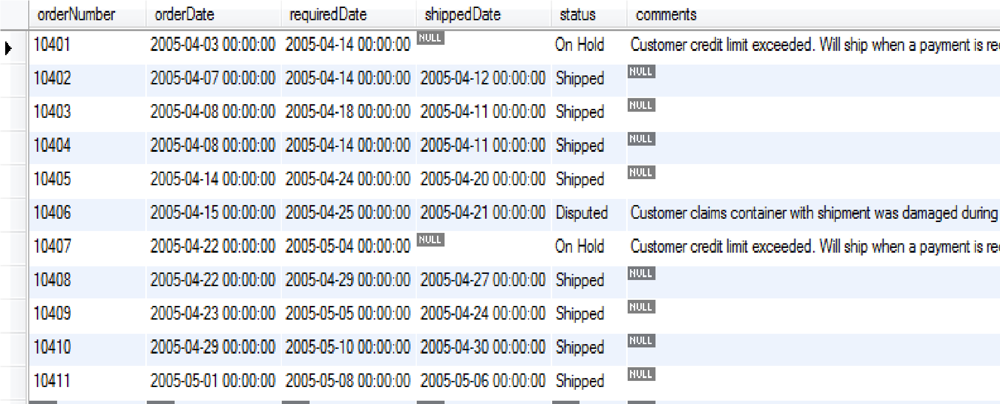 orderNumber orderDate requiredDate shippedDate status comments
10401 2005-04-03 00:00:00 2005-04-14 00:00:00 NULL On Hold Customer credit limit exceeded. Will ship when a payment is rec
10402 2005-04-07 00:00:00 2005-04-14 00:00:00 2005-04-12 00:00:00 Shipped NULL
10403 2005-04-08 00:00:00 2005-04-18 00:00:00 2005-04-11 00:00:00 Shipped NULL
10404 2005-04-08 00:00:00 2005-04-14 00:00:00 2005-04-11 00:00:00 Shipped NULL
10405 2005-04-14 00:00:00 2005-04-24 00:00:00 2005-04-20 00:00:00 Shipped NULL
10406 2005-04-15 00:00:00 2005-04-25 00:00:00 2005-04-21 00:00:00 Disputed Customer claims container with shipment was damaged during
10407 2005-04-22 00:00:00 2005-05-04 00:00:00 NULL On Hold Customer credit limit exceeded. Will ship when a payment is rec
10408 2005-04-22 00:00:00 2005-04-29 00:00:00 2005-04-27 00:00:00 Shipped NULL
10409 2005-04-23 00:00:00 2005-05-05 00:00:00 2005-04-24 00:00:00 Shipped NULL
10410 2005-04-29 00:00:00 2005-05-10 00:00:00 2005-04-30 00:00:00 Shipped NULL
10411 2005-05-01 00:00:00 2005-05-08 00:00:00 2005-05-06 00:00:00 Shipped NULL